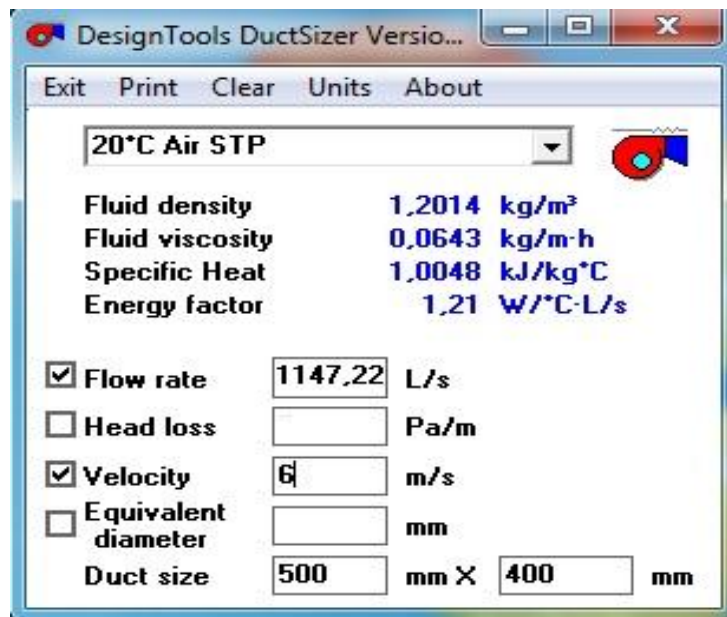 DesignTools DuctSizer Versio...
Exit Print Clear Units About
20°C Air STP
Fluid density 1,2014 kg/m³
Fluid viscosity 0,0643 kg/m·h
Specific Heat 1,0048 kJ/kg°C
Energy factor 1,21 W/°C·L/s
Flow rate 1147,22 L/s
Head loss Pa/m
Velocity 6 m/s
Equivalent
diameter mm
Duct size 500 mm X 400 mm